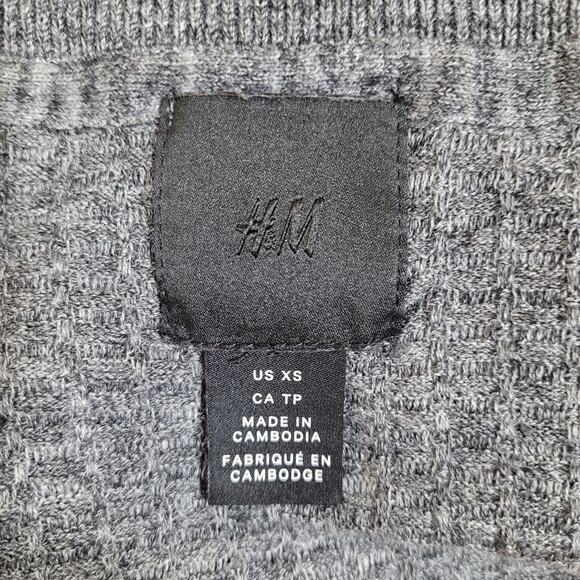 H&M
US XS
CA TP
MADE IN
CAMBODIA
FABRIQUÉ EN
CAMBODGE